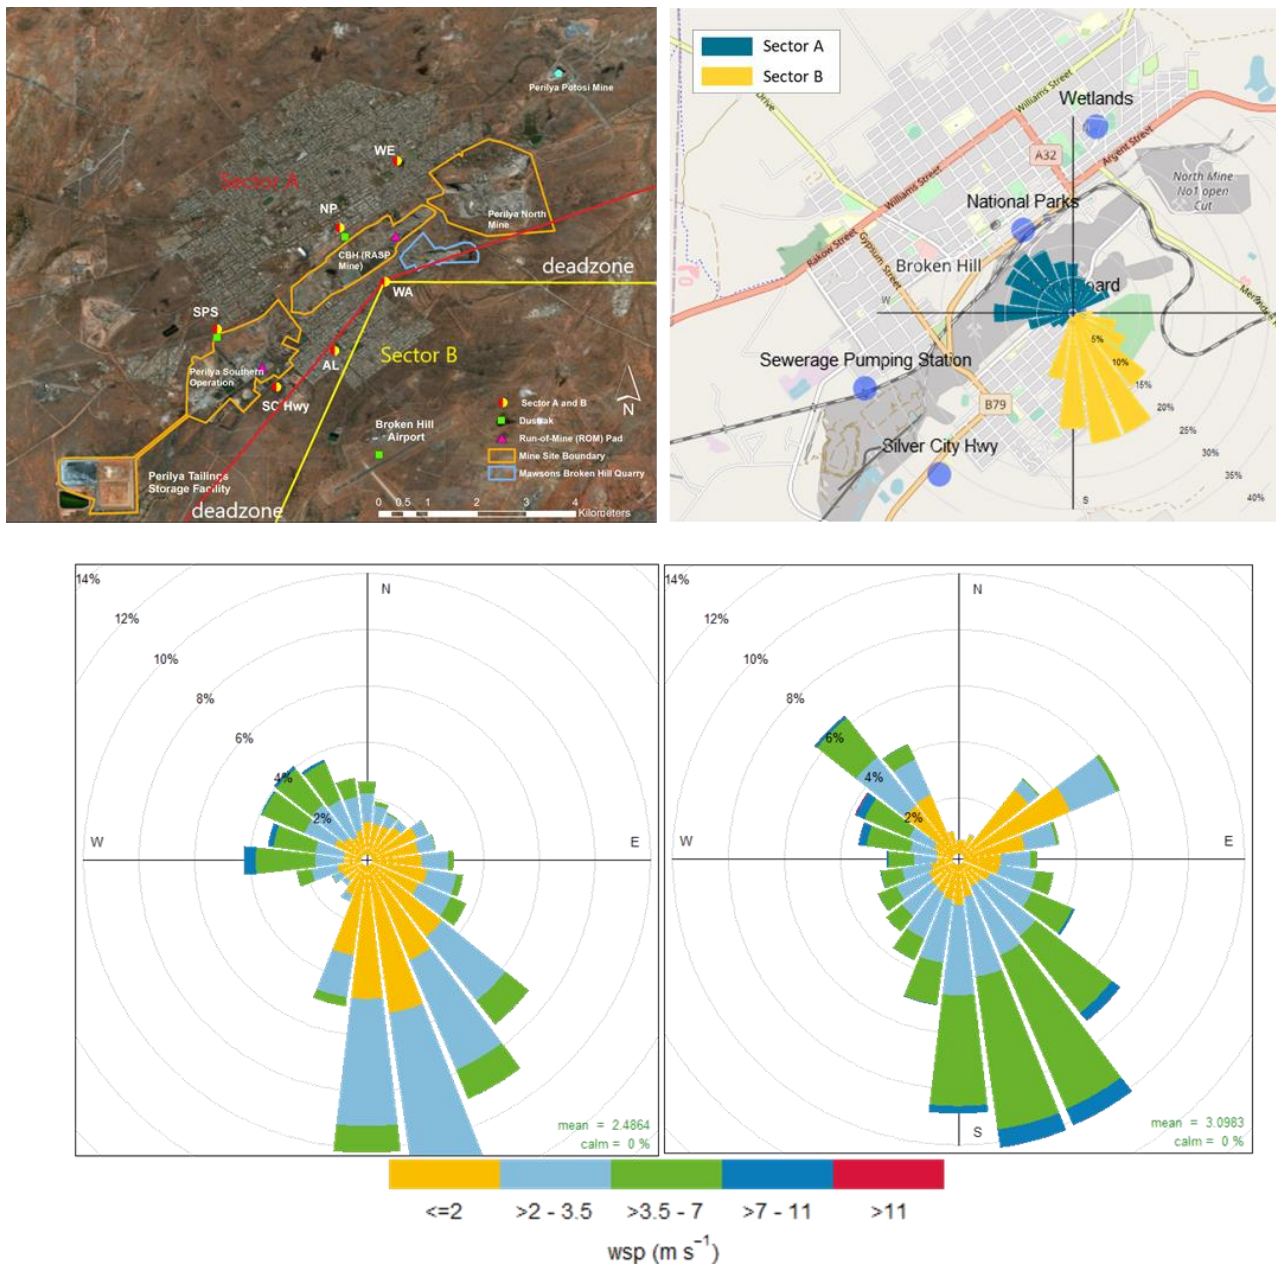 Perilya Potosi Mine
WE
Sector A
NP
Perilya North
Mine
CBH (RASP
Mine)
deadzone
WA
SPS
Sector B
AL
Perilya Southern
Operation
SC Hwy
N
Sector A and B
Dustrak
Run-of-Mine (ROM) Pad
Mine Site Boundary
Mawsons Broken Hill Quarry
Broken Hill
Airport
Perilya Tailings
Storage Facility
deadzone
0 0.5 1 2 3 4
Kilometers
Sector A
Sector B
Drive
Williams Street
Wetlands
A32
Argent Street
North Mine
No1 open
Cut
Williams Street
National Parks
Rakow Street
Gypsum Street
Broken Hill
W
5%
10%
15%
20%
25%
30%
35%
40%
Sewerage Pumping Station
B79
Silver City Hwy
S
14%
12%
10%
8%
6%
4%
2%
N
W
E
mean = 2.4864
calm = 0 %
14%
12%
10%
8%
6%
4%
2%
N
W
E
S
mean = 3.0983
calm = 0 %
<=2 >2 - 3.5 >3.5 - 7 >7 - 11 >11
wsp (m s⁻¹)